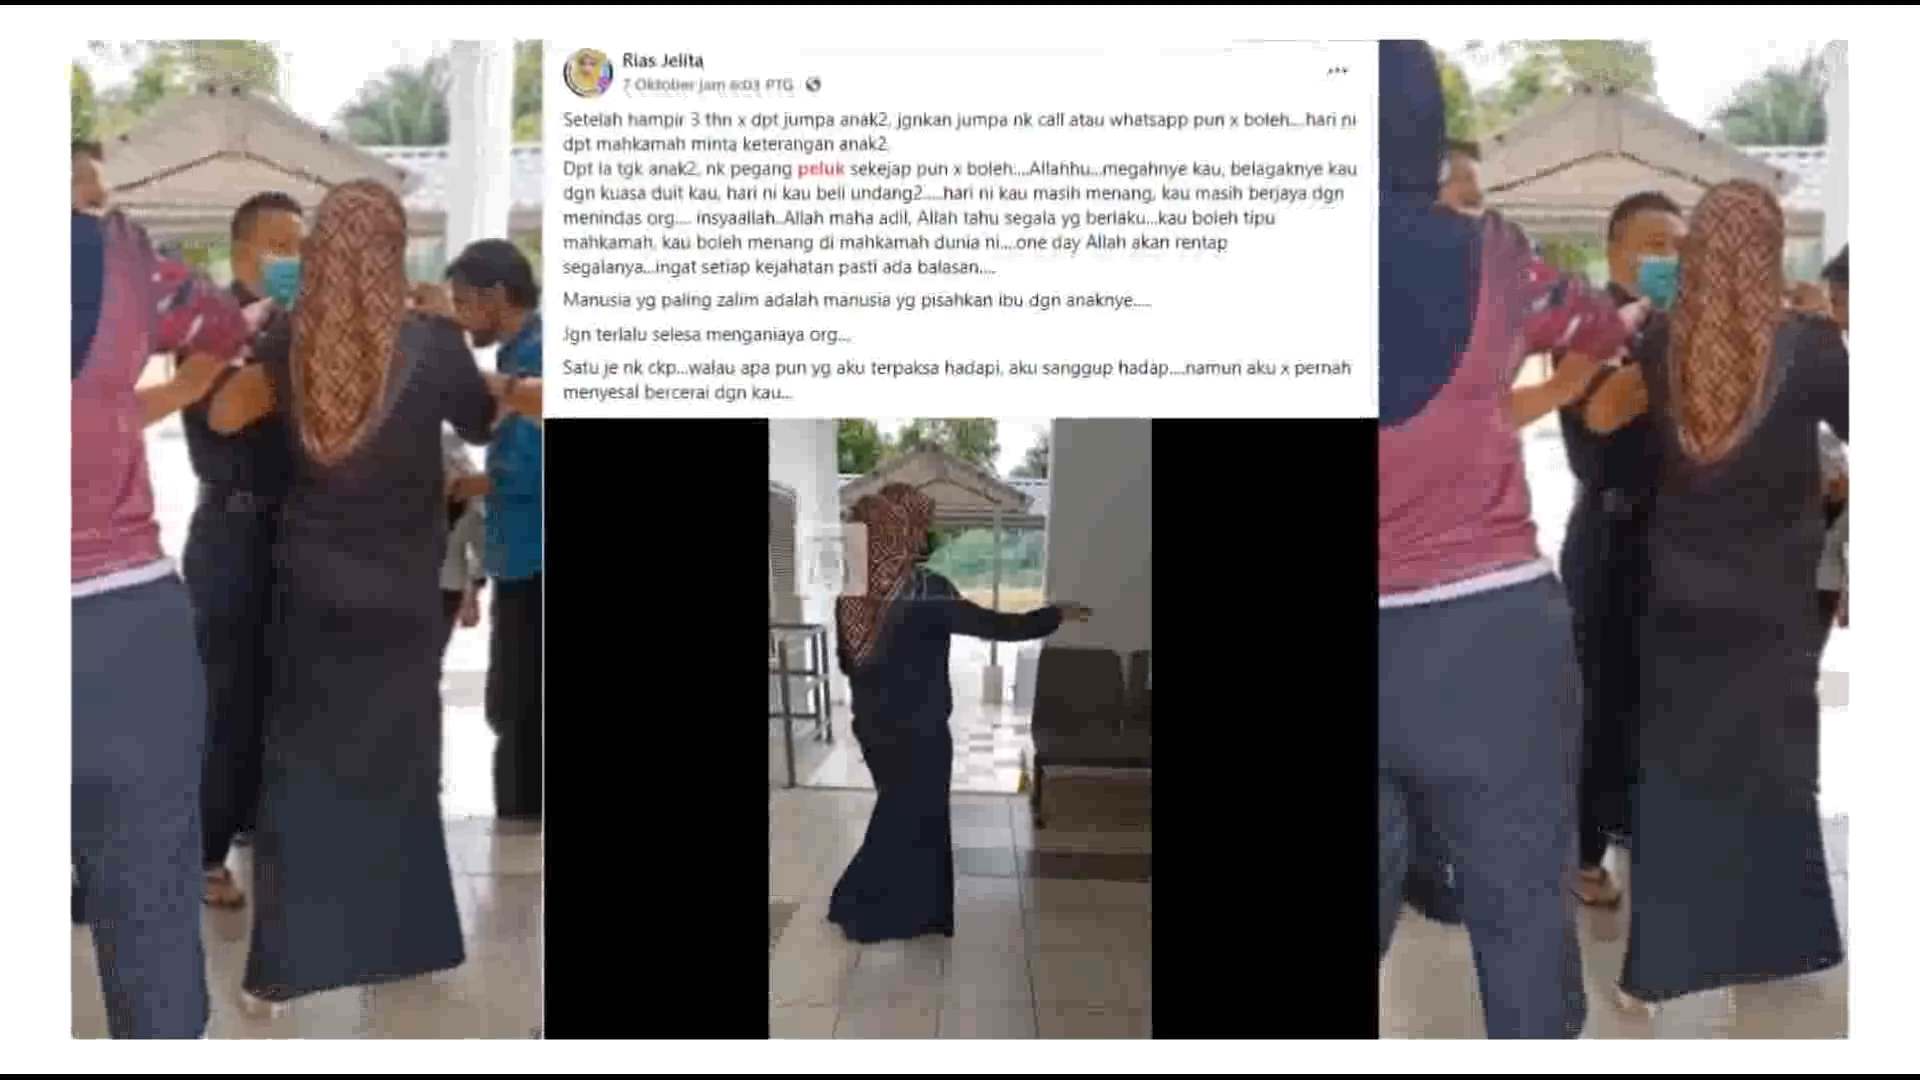 Rias Jelita
7 Oktober jam 6:03 PTG
Setelah hampir 3 thn x dpt jumpa anak2, jgnkan jumpa nk call atau whatsapp pun x boleh....hari ni
dpt mahkamah minta keterangan anak2.
Dpt la tgk anak2, nk pegang peluk sekejap pun x boleh....Allahhu...megahnye kau, belagaknye kau
dgn kuasa duit kau, hari ni kau beli undang2.....hari ni kau masih menang, kau masih berjaya dgn
menindas org.... insyaallah..Allah maha adil, Allah tahu segala yg berlaku...kau boleh tipu
mahkamah, kau boleh menang di mahkamah dunia ni....one day Allah akan rentap
segalanya...ingat setiap kejahatan pasti ada balasan....
Manusia yg paling zalim adalah manusia yg pisahkan ibu dgn anaknye.....
Jgn terlalu selesa menganiaya org...
Satu je nk ckp...walau apa pun yg aku terpaksa hadapi, aku sanggup hadap....namun aku x pernah
menyesal bercerai dgn kau...